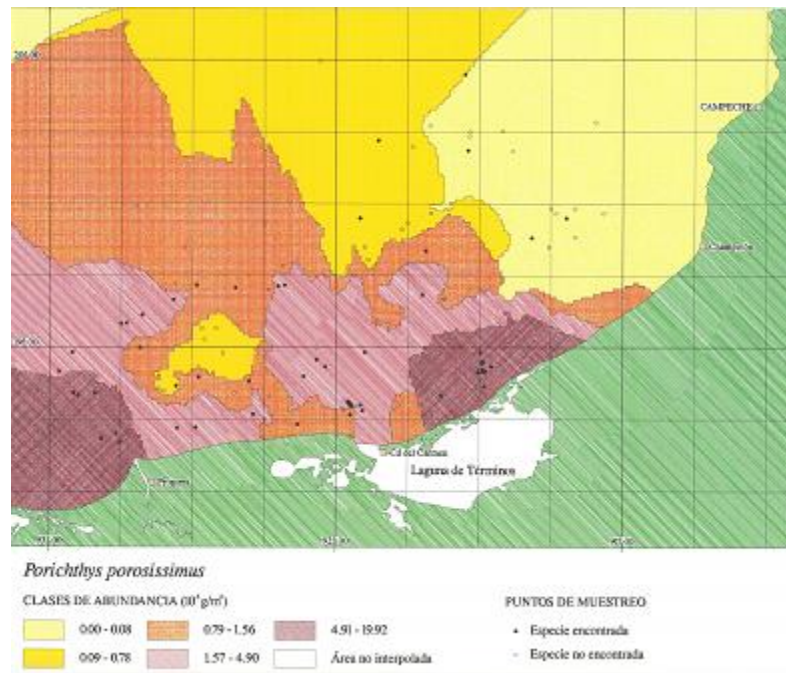 CAMPECHE
Laguna de Términos
Porichthys porosissimus
CLASES DE ABUNDANCIA
PUNTOS DE MUESTREO
0.00 - 0.08
0.79 - 1.56
4.91 - 19.92
Especie encontrada
0.09 - 0.78
1.57 - 4.90
Área no interpolada
Especie no encontrada